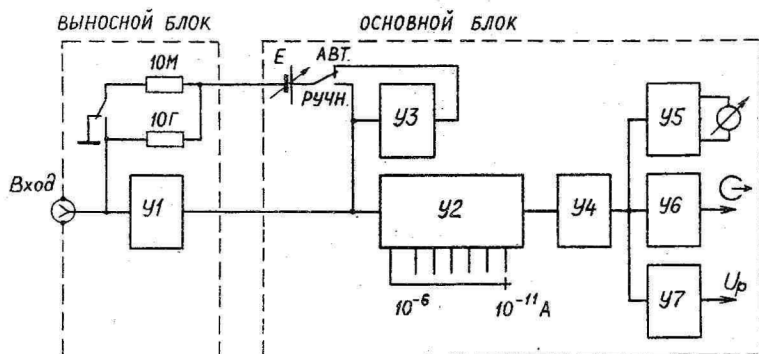 ВЫНОСНОЙ БЛОК
ОСНОВНОЙ БЛОК
10М
E
АВТ.
РУЧН.
10Г
У3
У5
Вход
У1
У2
У4
У6
10⁻⁶
10⁻¹¹А
У7
Uр